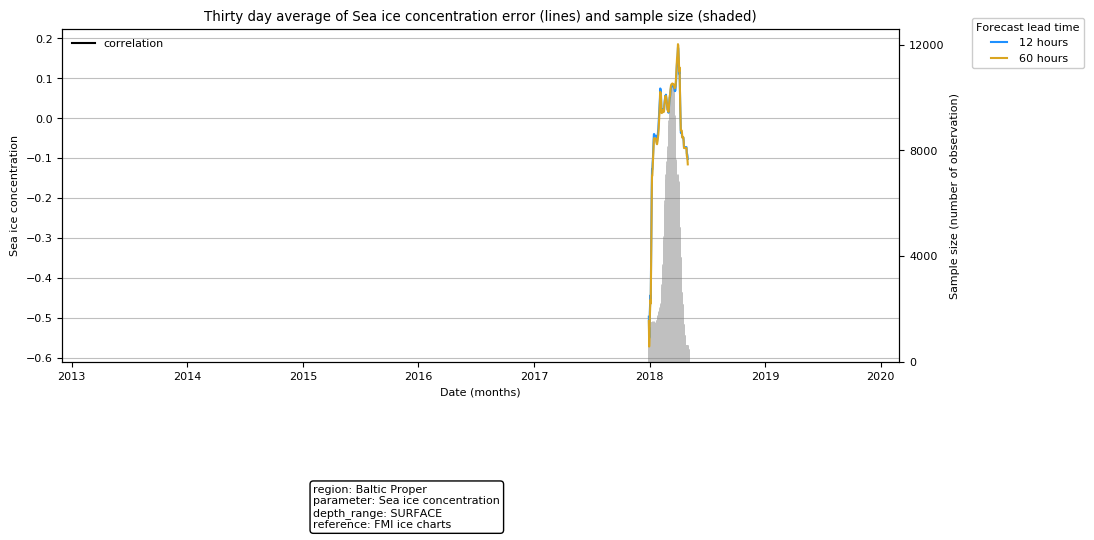 Thirty day average of Sea ice concentration error (lines) and sample size (shaded)
Forecast lead time
12 hours
60 hours
correlation
0.2
0.1
0.0
−0.1
−0.2
−0.3
−0.4
−0.5
−0.6
Sea ice concentration
12000
8000
4000
0
Sample size (number of observation)
2013 2014 2015 2016 2017 2018 2019 2020
Date (months)
region: Baltic Proper
parameter: Sea ice concentration
depth_range: SURFACE
reference: FMI ice charts